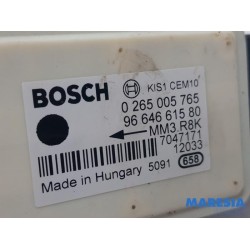 KIS1 CEM10
BOSCH
0 265 005 765
96 646 615 80
MM3.R8K
7047171
12033
Made in Hungary 5091 658
MARESIA